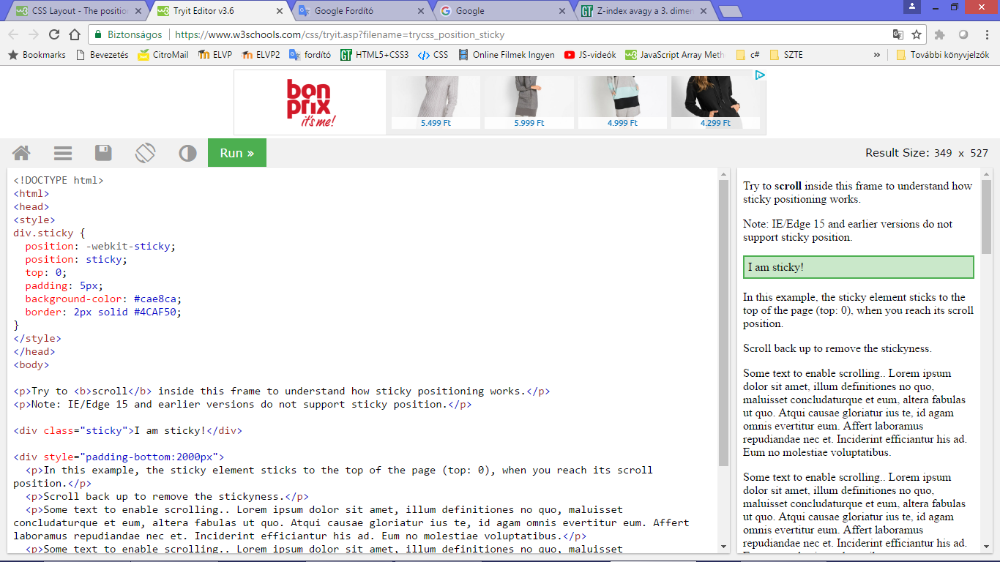 CSS Layout - The position
Tryit Editor v3.6
Google Fordító
Google
Z-index avagy a 3. dimen
Biztonságos
https://www.w3schools.com/css/tryit.asp?filename=trycss_position_sticky
Bookmarks
Bevezetés
CitroMail
ELVP
ELVP2
fordító
HTML5+CSS3
CSS
Online Filmek Ingyen
JS-videók
JavaScript Array Meth
c#
SZTE
»
További könyvjelzők
bon
prix
it's me!
5.499 Ft
5.999 Ft
4.999 Ft
4.299 Ft
Run »
Result Size: 349 x 527
<!DOCTYPE html>
<html>
<head>
<style>
div.sticky {
  position: -webkit-sticky;
  position: sticky;
  top: 0;
  padding: 5px;
  background-color: #cae8ca;
  border: 2px solid #4CAF50;
}
</style>
</head>
<body>
<p>Try to <b>scroll</b> inside this frame to understand how sticky positioning works.</p>
<p>Note: IE/Edge 15 and earlier versions do not support sticky position.</p>
<div class="sticky">I am sticky!</div>
<div style="padding-bottom:2000px">
  <p>In this example, the sticky element sticks to the top of the page (top: 0), when you reach its scroll
position.</p>
  <p>Scroll back up to remove the stickyness.</p>
  <p>Some text to enable scrolling.. Lorem ipsum dolor sit amet, illum definitiones no quo, maluisset
concludaturque et eum, altera fabulas ut quo. Atqui causae gloriatur ius te, id agam omnis evertitur eum. Affert
laboramus repudiandae nec et. Inciderint efficiantur his ad. Eum no molestiae voluptatibus.</p>
  <p>Some text to enable scrolling.. Lorem ipsum dolor sit amet, illum definitiones no quo, maluisset
Try to scroll inside this frame to understand how
sticky positioning works.
Note: IE/Edge 15 and earlier versions do not
support sticky position.
I am sticky!
In this example, the sticky element sticks to the
top of the page (top: 0), when you reach its scroll
position.
Scroll back up to remove the stickyness.
Some text to enable scrolling.. Lorem ipsum
dolor sit amet, illum definitiones no quo,
maluisset concludaturque et eum, altera fabulas
ut quo. Atqui causae gloriatur ius te, id agam
omnis evertitur eum. Affert laboramus
repudiandae nec et. Inciderint efficiantur his ad.
Eum no molestiae voluptatibus.
Some text to enable scrolling.. Lorem ipsum
dolor sit amet, illum definitiones no quo,
maluisset concludaturque et eum, altera fabulas
ut quo. Atqui causae gloriatur ius te, id agam
omnis evertitur eum. Affert laboramus
repudiandae nec et. Inciderint efficiantur his ad.